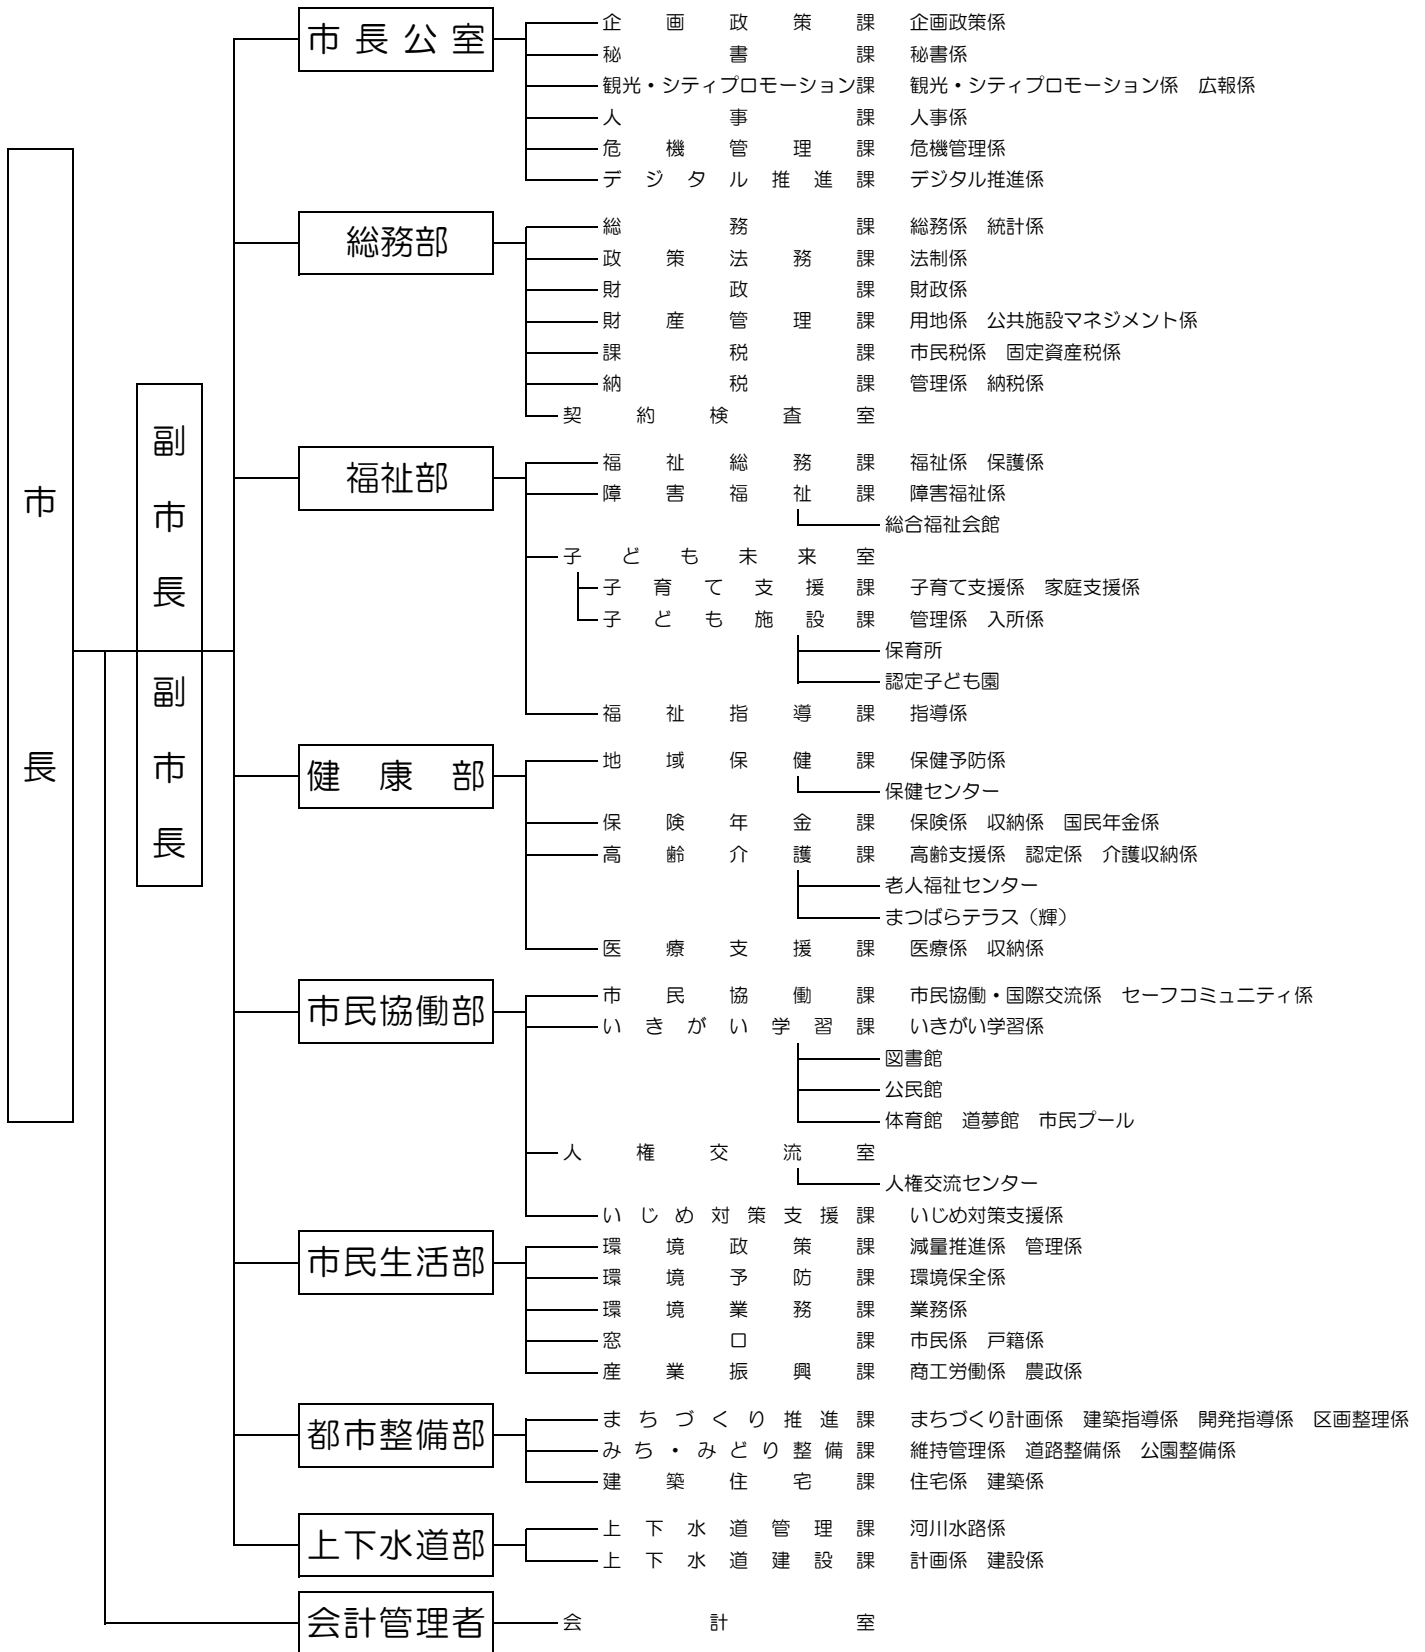 市長
副市長
副市長
市長公室
企画政策課 企画政策係
秘書課 秘書係
観光・シティプロモーション課 観光・シティプロモーション係 広報係
人事課 人事係
危機管理課 危機管理係
デジタル推進課 デジタル推進係
総務部
総務課 総務係 統計係
政策法務課 法制係
財政課 財政係
財産管理課 用地係 公共施設マネジメント係
課税課 市民税係 固定資産税係
納税課 管理係 納税係
契約検査室
福祉部
福祉総務課 福祉係 保護係
障害福祉課 障害福祉係
総合福祉会館
子ども未来室
子育て支援課 子育て支援係 家庭支援係
子ども施設課 管理係 入所係
保育所
認定子ども園
福祉指導課 指導係
健康部
地域保健課 保健予防係
保健センター
保険年金課 保険係 収納係 国民年金係
高齢介護課 高齢支援係 認定係 介護収納係
老人福祉センター
まつばらテラス（輝）
医療支援課 医療係 収納係
市民協働部
市民協働課 市民協働・国際交流係 セーフコミュニティ係
いきがい学習課 いきがい学習係
図書館
公民館
体育館 道夢館 市民プール
人権交流室
人権交流センター
いじめ対策支援課 いじめ対策支援係
市民生活部
環境政策課 減量推進係 管理係
環境予防課 環境保全係
環境業務課 業務係
窓口課 市民係 戸籍係
産業振興課 商工労働係 農政係
都市整備部
まちづくり推進課 まちづくり計画係 建築指導係 開発指導係 区画整理係
みち・みどり整備課 維持管理係 道路整備係 公園整備係
建築住宅課 住宅係 建築係
上下水道部
上下水道管理課 河川水路係
上下水道建設課 計画係 建設係
会計管理者
会計室